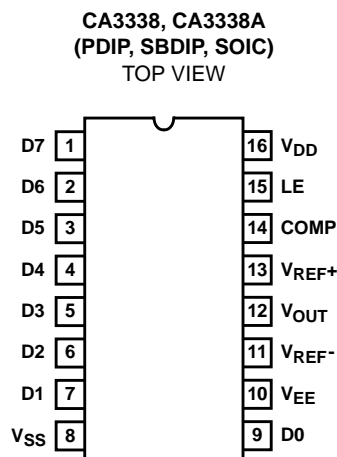 CA3338, CA3338A
(PDIP, SBDIP, SOIC)
TOP VIEW
D7 1 16 VDD
D6 2 15 LE
D5 3 14 COMP
D4 4 13 VREF+
D3 5 12 VOUT
D2 6 11 VREF-
D1 7 10 VEE
VSS 8 9 D0